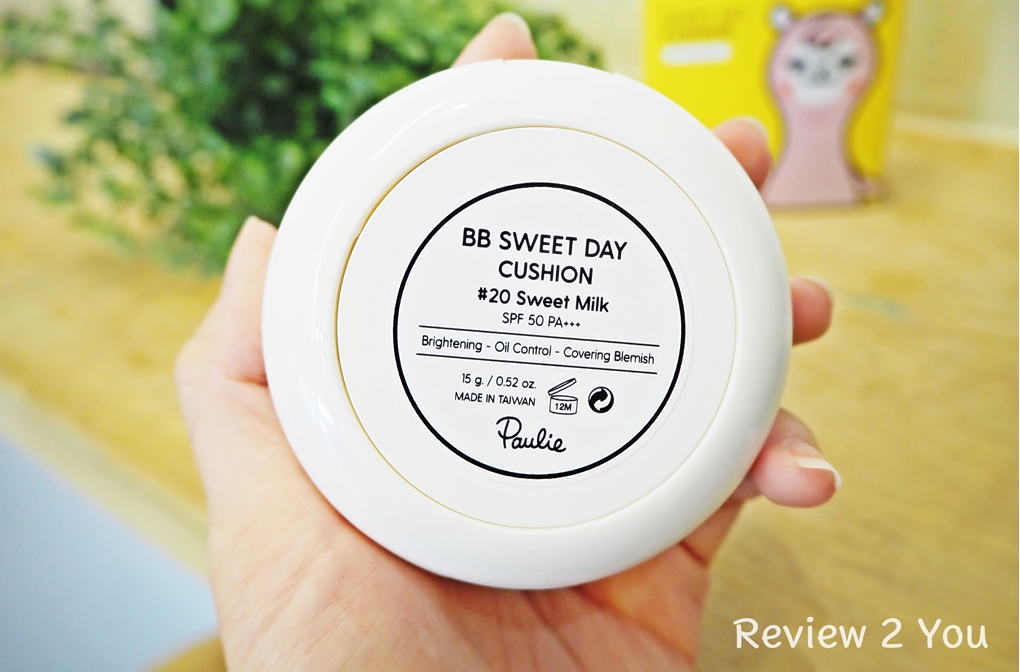 BB SWEET DAY
CUSHION
#20 Sweet Milk
SPF 50 PA+++
Brightening - Oil Control - Covering Blemish
15 g. / 0.52 oz.
MADE IN TAIWAN
12M
Paulie
Review 2 You